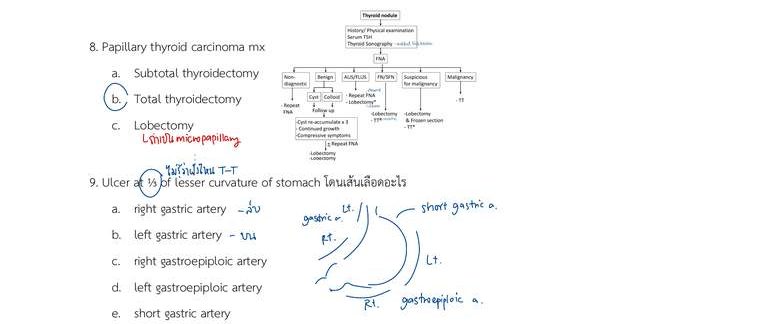 Thyroid nodule
History/ Physical examination
Serum TSH
Thyroid Sonography
FNA
Non-diagnostic
Benign
AUS/FLUS
FN/SFN
Suspicious for malignancy
Malignancy
- Repeat FNA
Cyst
Colloid
Follow up
- Repeat FNA
- Lobectomy*
-Lobectomy
-TT*
-Lobectomy & Frozen section
-TT*
- TT
-Cyst re-accumulate x 3
- Continued growth
-Compressive symptoms
± Repeat FNA
-Lobectomy
-Lobectomy
8. Papillary thyroid carcinoma mx
a. Subtotal thyroidectomy
b. Total thyroidectomy
c. Lobectomy
ถ้าเป็น micropapillary
ไม่รู้ว่าฝั่งไหน T-T
9. Ulcer at ⅓ of lesser curvature of stomach โดนเส้นเลือดอะไร
a. right gastric artery - ล่าง
b. left gastric artery - บน
c. right gastroepiploic artery
d. left gastroepiploic artery
e. short gastric artery
Lt.
gastric a.
Rt.
short gastric a.
Lt.
Rt.
gastroepiploic a.